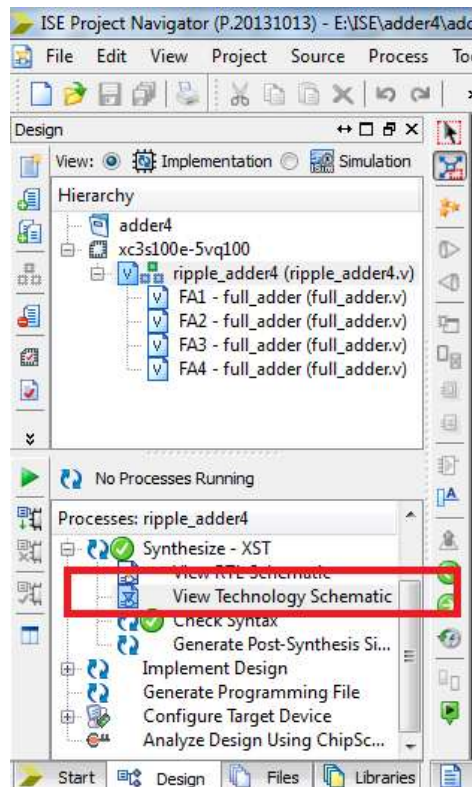 ISE Project Navigator (P.20131013) - E:\ISE\adder4\add
File Edit View Project Source Process To
Design
View: Implementation Simulation
Hierarchy
adder4
xc3s100e-5vq100
ripple_adder4 (ripple_adder4.v)
FA1 - full_adder (full_adder.v)
FA2 - full_adder (full_adder.v)
FA3 - full_adder (full_adder.v)
FA4 - full_adder (full_adder.v)
No Processes Running
Processes: ripple_adder4
Synthesize - XST
View RTL Schematic
View Technology Schematic
Check Syntax
Generate Post-Synthesis Si...
Implement Design
Generate Programming File
Configure Target Device
Analyze Design Using ChipSc...
Start Design Files Libraries